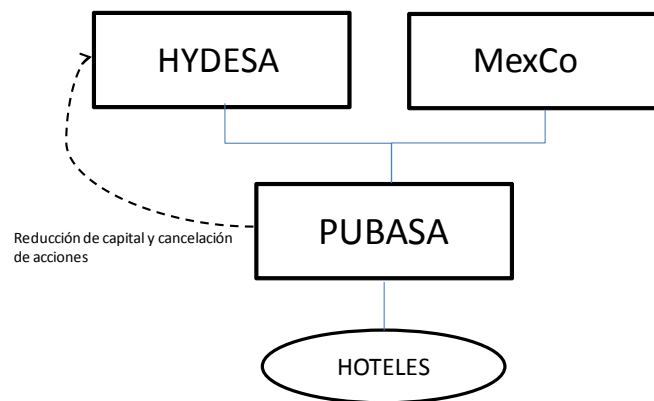 HYDESA
MexCo
PUBASA
Reducción de capital y cancelación
de acciones
HOTELES